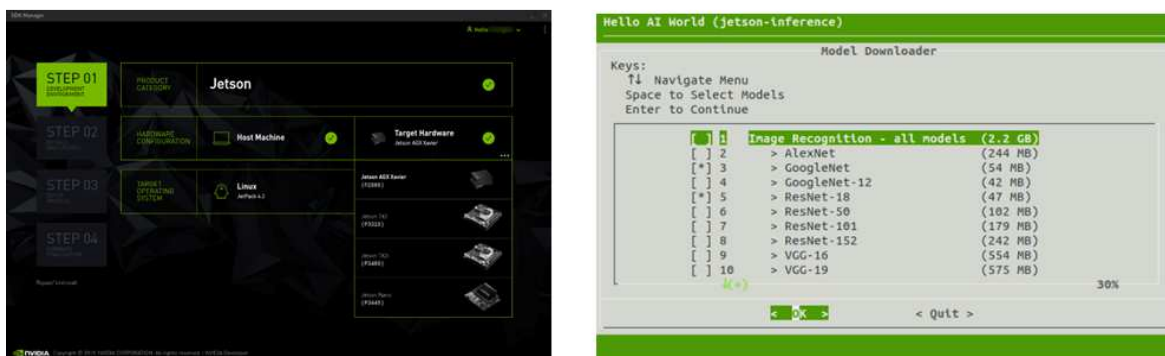 SDK Manager
STEP 01
DEVELOPMENT
ENVIRONMENT
STEP 02
STEP 03
STEP 04
PRODUCT
CATEGORY
Jetson
HARDWARE
CONFIGURATION
Host Machine
Target Hardware
Jetson AGX Xavier
...
TARGET
OPERATING
SYSTEM
Linux
JetPack 4.2
Jetson AGX Xavier
Jetson TX2
Jetson Nano
NVIDIA
Hello AI World (jetson-inference)
Model Downloader
Keys:
↑↓ Navigate Menu
Space to Select Models
Enter to Continue
[ ] 1 Image Recognition - all models (2.2 GB)
[ ] 2 > AlexNet (244 MB)
[*] 3 > GoogleNet (54 MB)
[ ] 4 > GoogleNet-12 (42 MB)
[*] 5 > ResNet-18 (47 MB)
[ ] 6 > ResNet-50 (102 MB)
[ ] 7 > ResNet-101 (179 MB)
[ ] 8 > ResNet-152 (242 MB)
[ ] 9 > VGG-16 (554 MB)
[ ] 10 > VGG-19 (575 MB)
↓(+) 30%
< OK > < Quit >